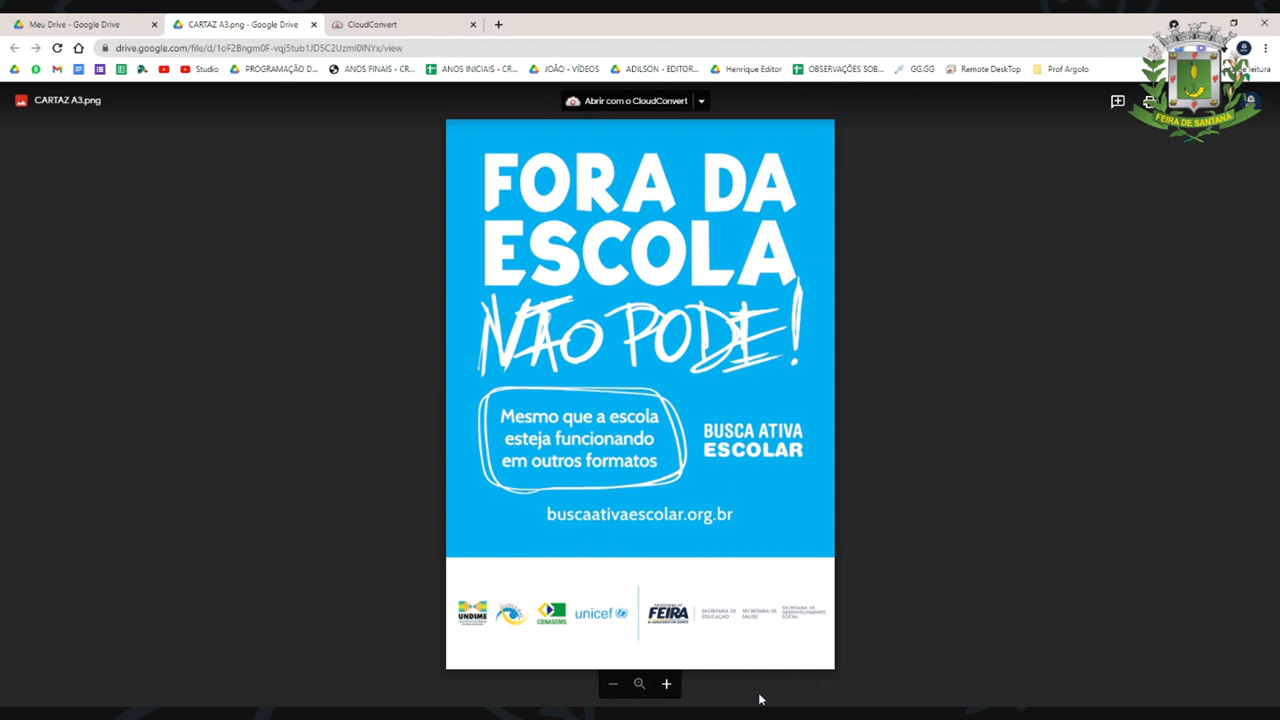 Meu Drive - Google Drive
CARTAZ A3.png - Google Drive
CloudConvert
drive.google.com/file/d/
Studio
PROGRAMAÇÃO D...
ANOS FINAIS - CR...
ANOS INICIAIS - CR...
JOÃO - VÍDEOS
ADILSON - EDITOR...
Henrique Editor
OBSERVAÇÕES SOB...
GG.GG
Remote DeskTop
Prof Argolo
de leitura
CARTAZ A3.png
Abrir com o CloudConvert
FEIRA DE SANTANA
FORA DA
ESCOLA
NÃO PODE!
Mesmo que a escola
esteja funcionando
em outros formatos
BUSCA ATIVA
ESCOLAR
buscaativaescolar.org.br
UNDIME
CONASEMS
unicef
FEIRA
SECRETARIA DE
EDUCAÇÃO
SECRETARIA DE
SAÚDE
SECRETARIA DE
DESENVOLVIMENTO
SOCIAL